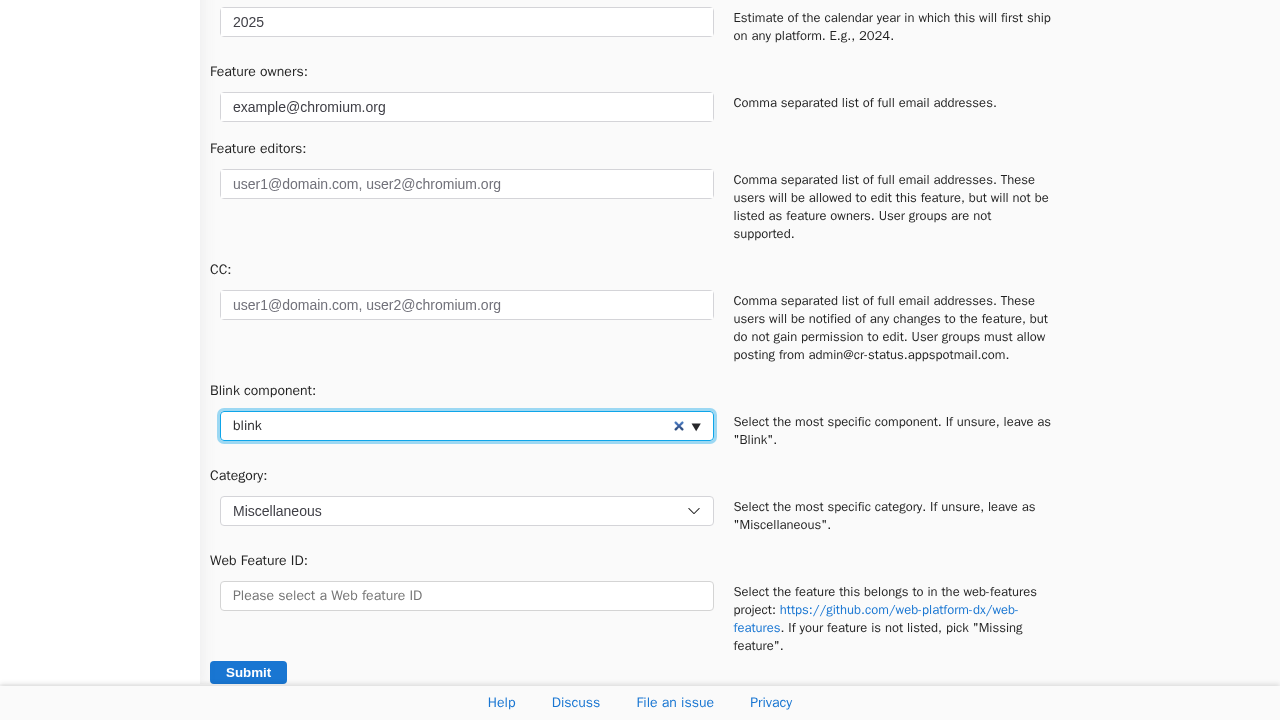 2025
Estimate of the calendar year in which this will first ship
on any platform. E.g., 2024.
Feature owners:
example@chromium.org
Comma separated list of full email addresses.
Feature editors:
user1@domain.com, user2@chromium.org
Comma separated list of full email addresses. These
users will be allowed to edit this feature, but will not be
listed as feature owners. User groups are not
supported.
CC:
user1@domain.com, user2@chromium.org
Comma separated list of full email addresses. These
users will be notified of any changes to the feature, but
do not gain permission to edit. User groups must allow
posting from admin@cr-status.appspotmail.com.
Blink component:
blink
Select the most specific component. If unsure, leave as
"Blink".
Category:
Miscellaneous
Select the most specific category. If unsure, leave as
"Miscellaneous".
Web Feature ID:
Please select a Web feature ID
Select the feature this belongs to in the web-features
project: https://github.com/web-platform-dx/web-
features. If your feature is not listed, pick "Missing
feature".
Submit
Help Discuss File an issue Privacy